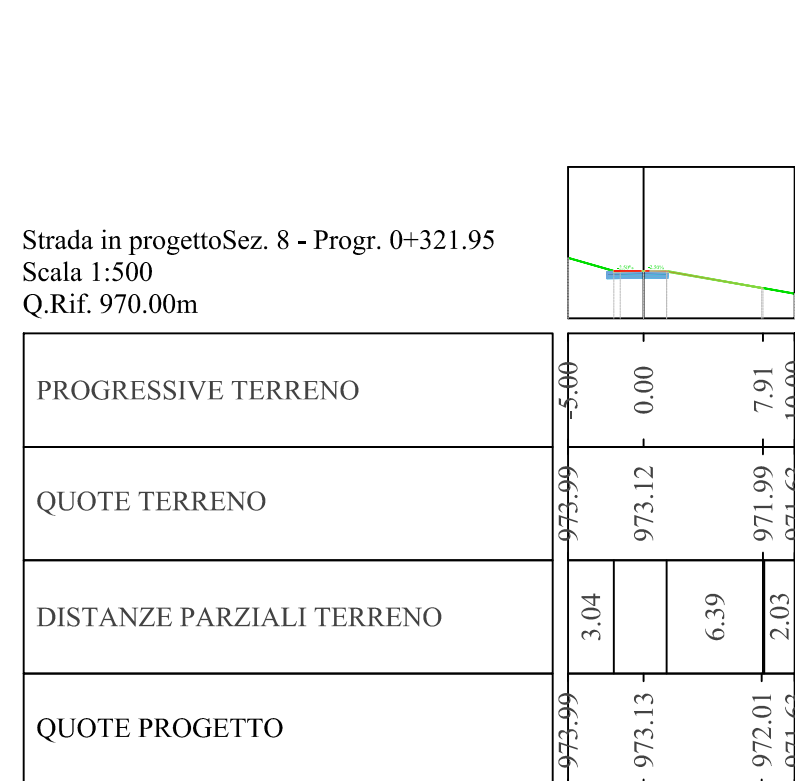 Strada in progettoSez. 8 - Progr. 0+321.95
Scala 1:500
Q.Rif. 970.00m
PROGRESSIVE TERRENO -5.00 0.00 7.91
QUOTE TERRENO 973.99 973.12 971.99
DISTANZE PARZIALI TERRENO 3.04 6.39 2.03
QUOTE PROGETTO 973.99 973.13 972.01